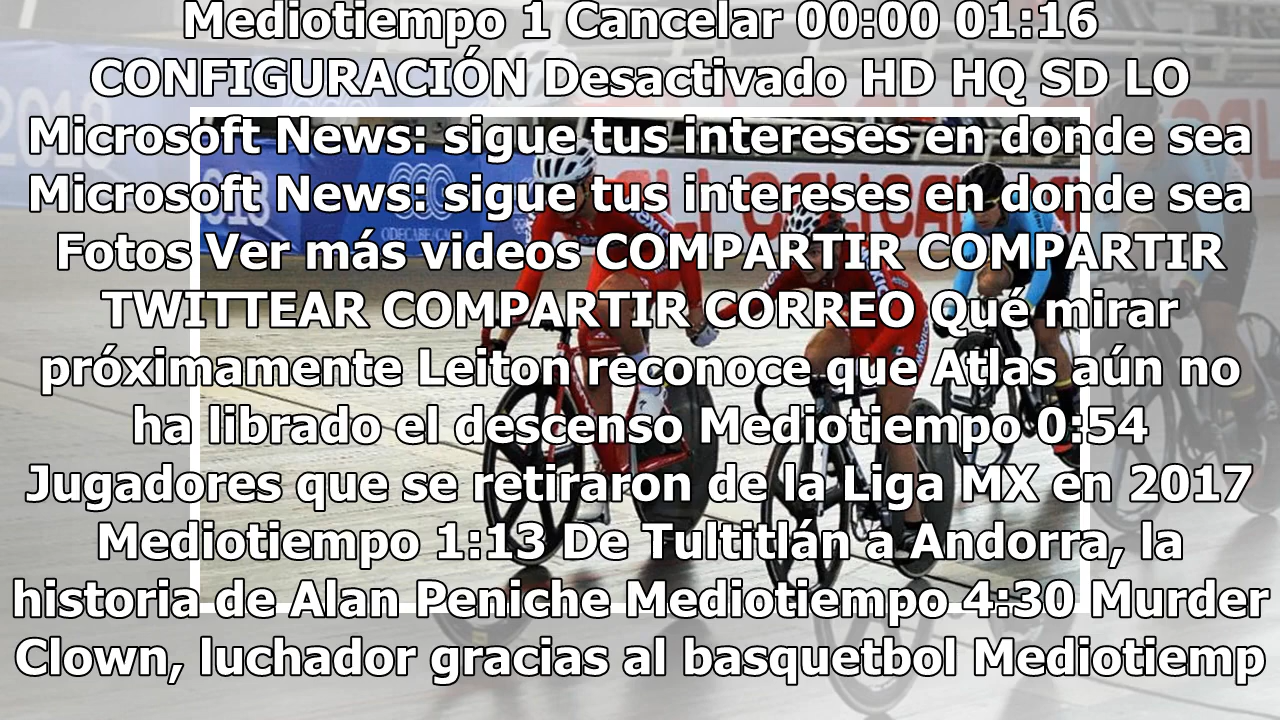 Mediotiempo 1 Cancelar 00:00 01:16
CONFIGURACIÓN Desactivado HD HQ SD LO
Microsoft News: sigue tus intereses en donde sea
Microsoft News: sigue tus intereses en donde sea
Fotos Ver más videos COMPARTIR COMPARTIR
TWITTEAR COMPARTIR CORREO Qué mirar
próximamente Leiton reconoce que Atlas aún no
ha librado el descenso Mediotiempo 0:54
Jugadores que se retiraron de la Liga MX en 2017
Mediotiempo 1:13 De Tultitlán a Andorra, la
historia de Alan Peniche Mediotiempo 4:30 Murder
Clown, luchador gracias al basquetbol Mediotiemp